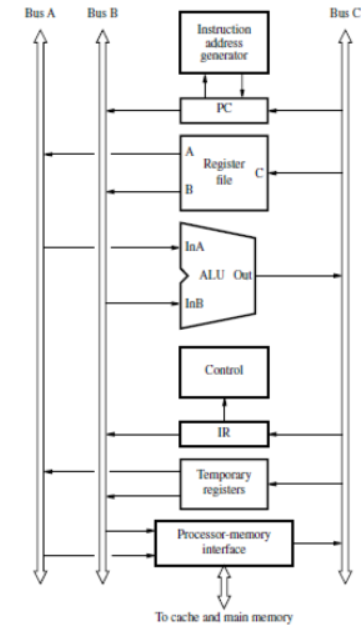 Bus A
Bus B
Bus C
Instruction
address
generator
PC
A
Register
file
C
B
InA
ALU
Out
InB
Control
IR
Temporary
registers
Processor-memory
interface
To cache and main memory